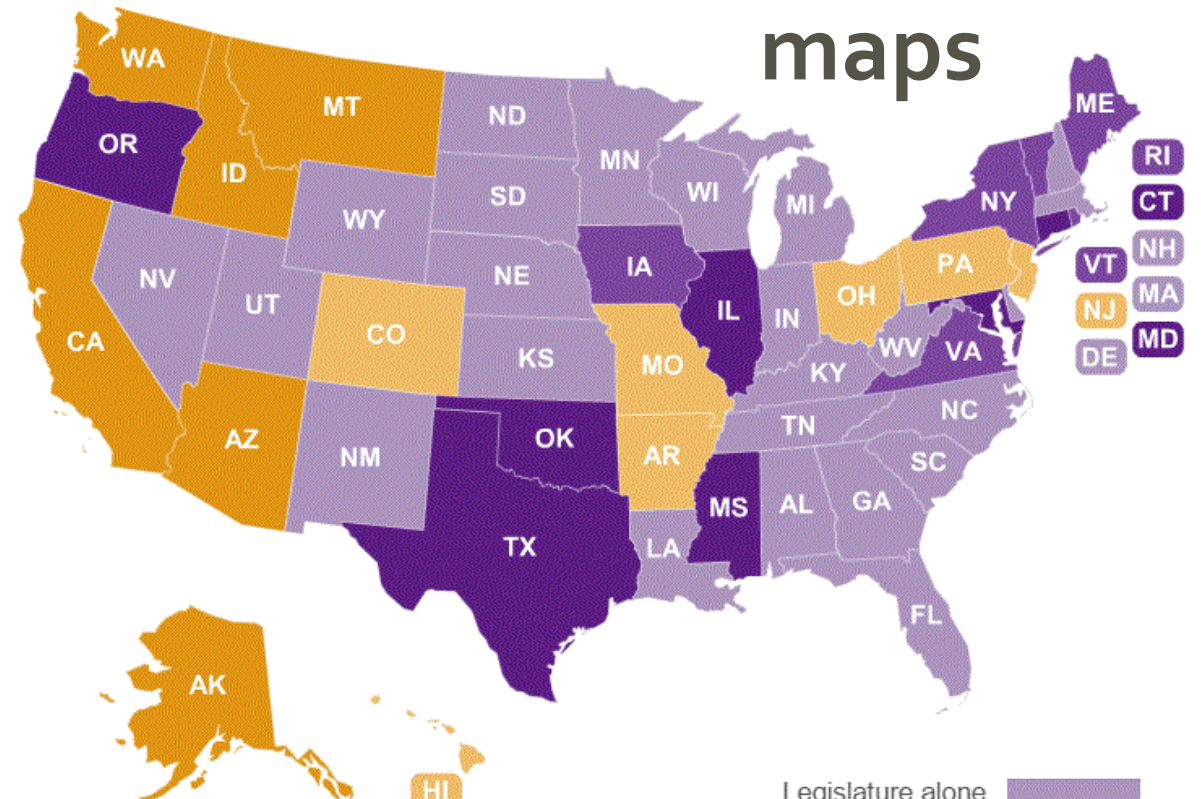 maps
WA
MT
ND
MN
ME
OR
ID
SD
WI
MI
NY
RI
WY
CT
NV
UT
NE
IA
PA
VT
NH
CA
CO
KS
MO
IL
IN
OH
WV
VA
NJ
MA
MD
DE
KY
AZ
NM
OK
AR
TN
NC
SC
TX
LA
MS
AL
GA
FL
AK
HI
Legislature alone